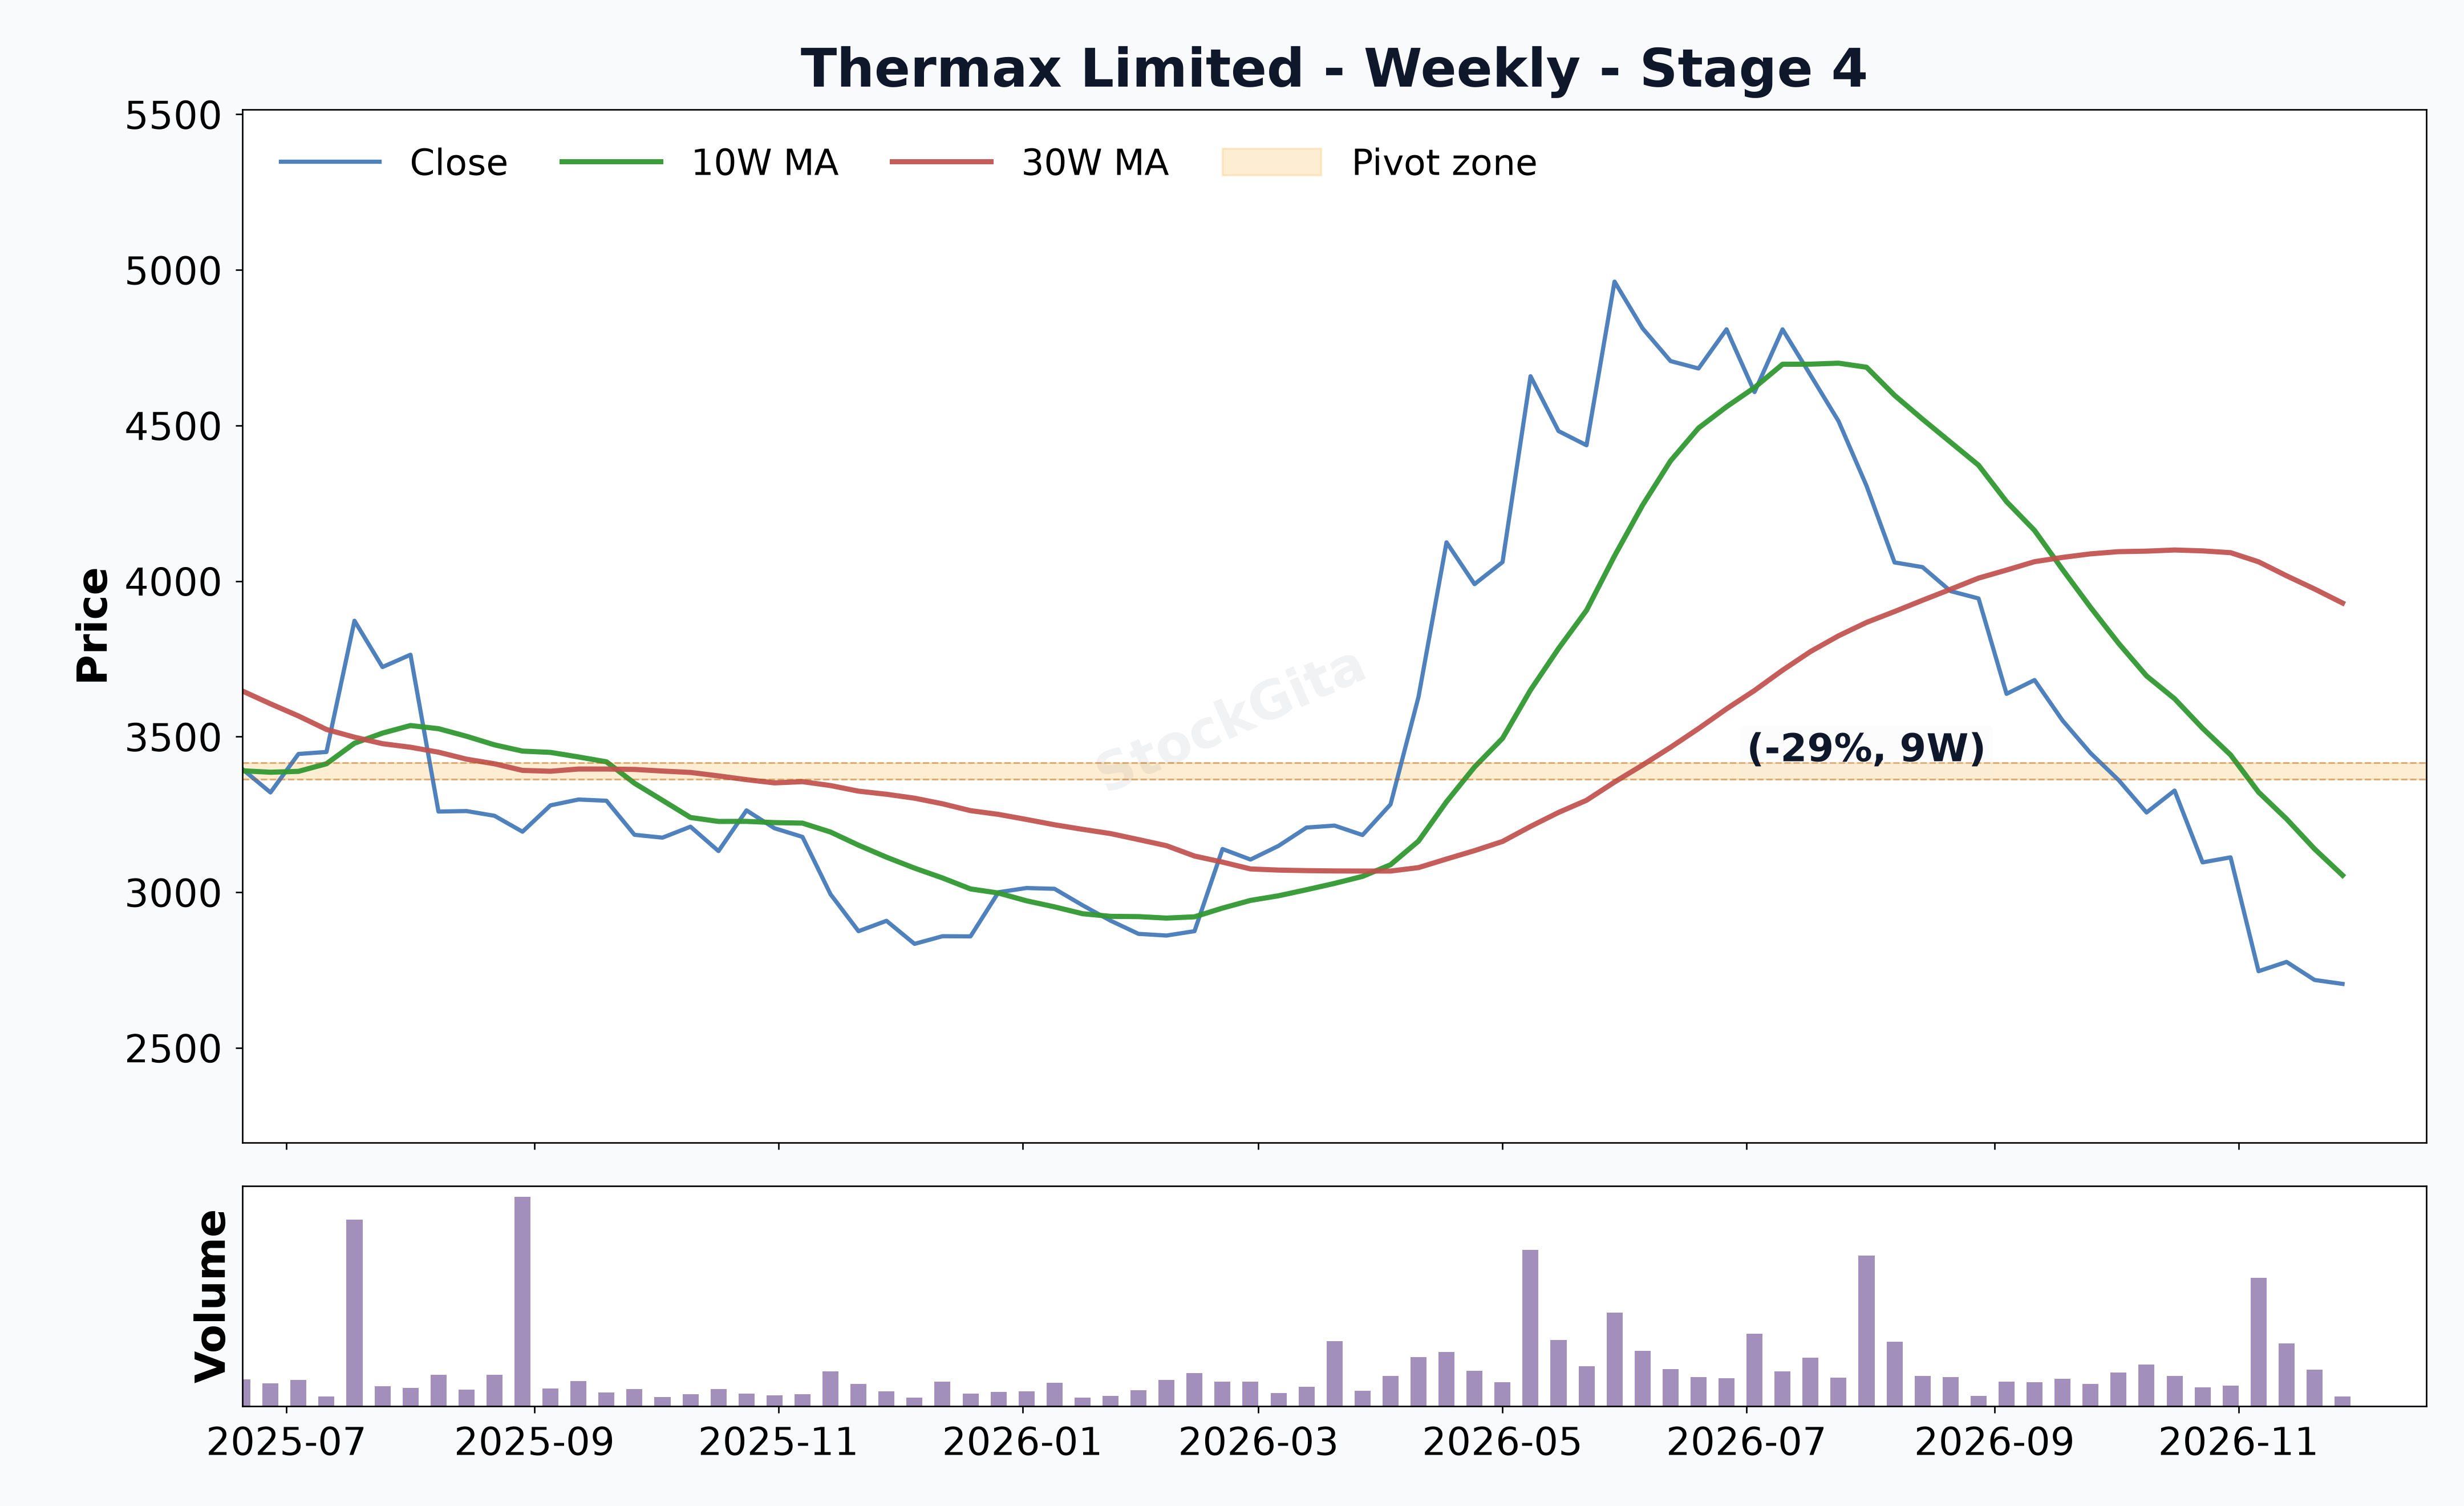 Thermax Limited - Weekly - Stage 4
5500
Close 10W MA 30W MA Pivot zone
5000
4500
4000
Price
3500
3000
2500
StockGita
(-29%, 9W)
Volume
2025-07 2025-09 2025-11 2026-01 2026-03 2026-05 2026-07 2026-09 2026-11